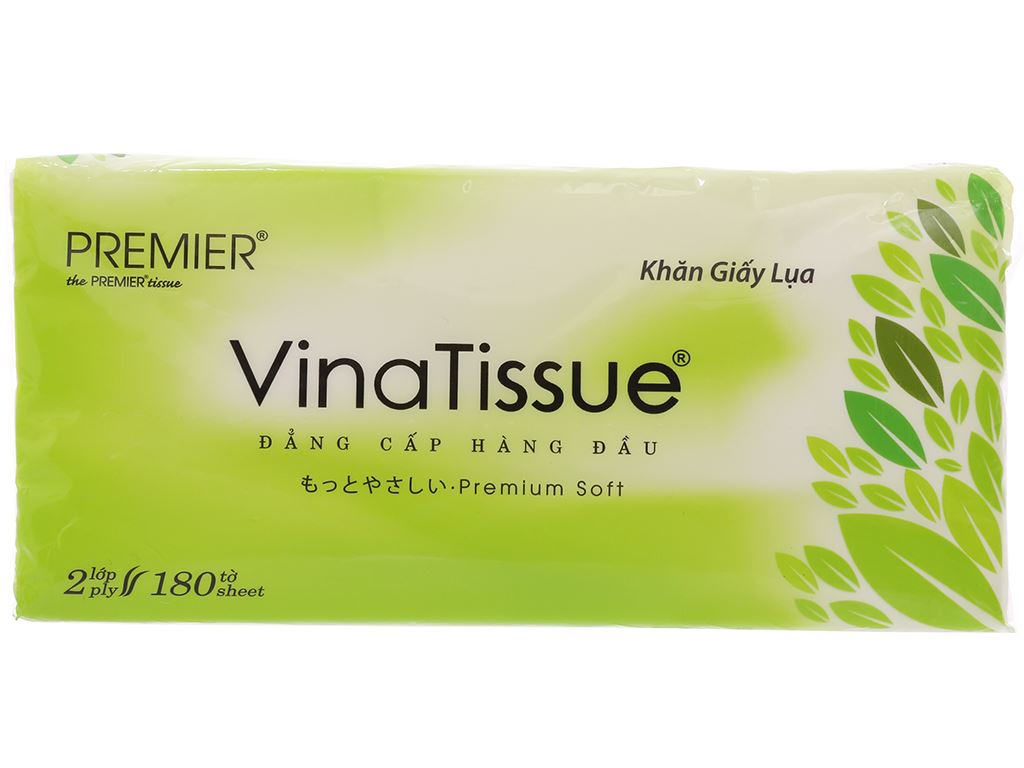 PREMIER®
the PREMIER® tissue
Khăn Giấy Lụa
VinaTissue®
ĐẲNG CẤP HÀNG ĐẦU
もっとやさしい·Premium Soft
2 lớp ply 180 tờ sheet